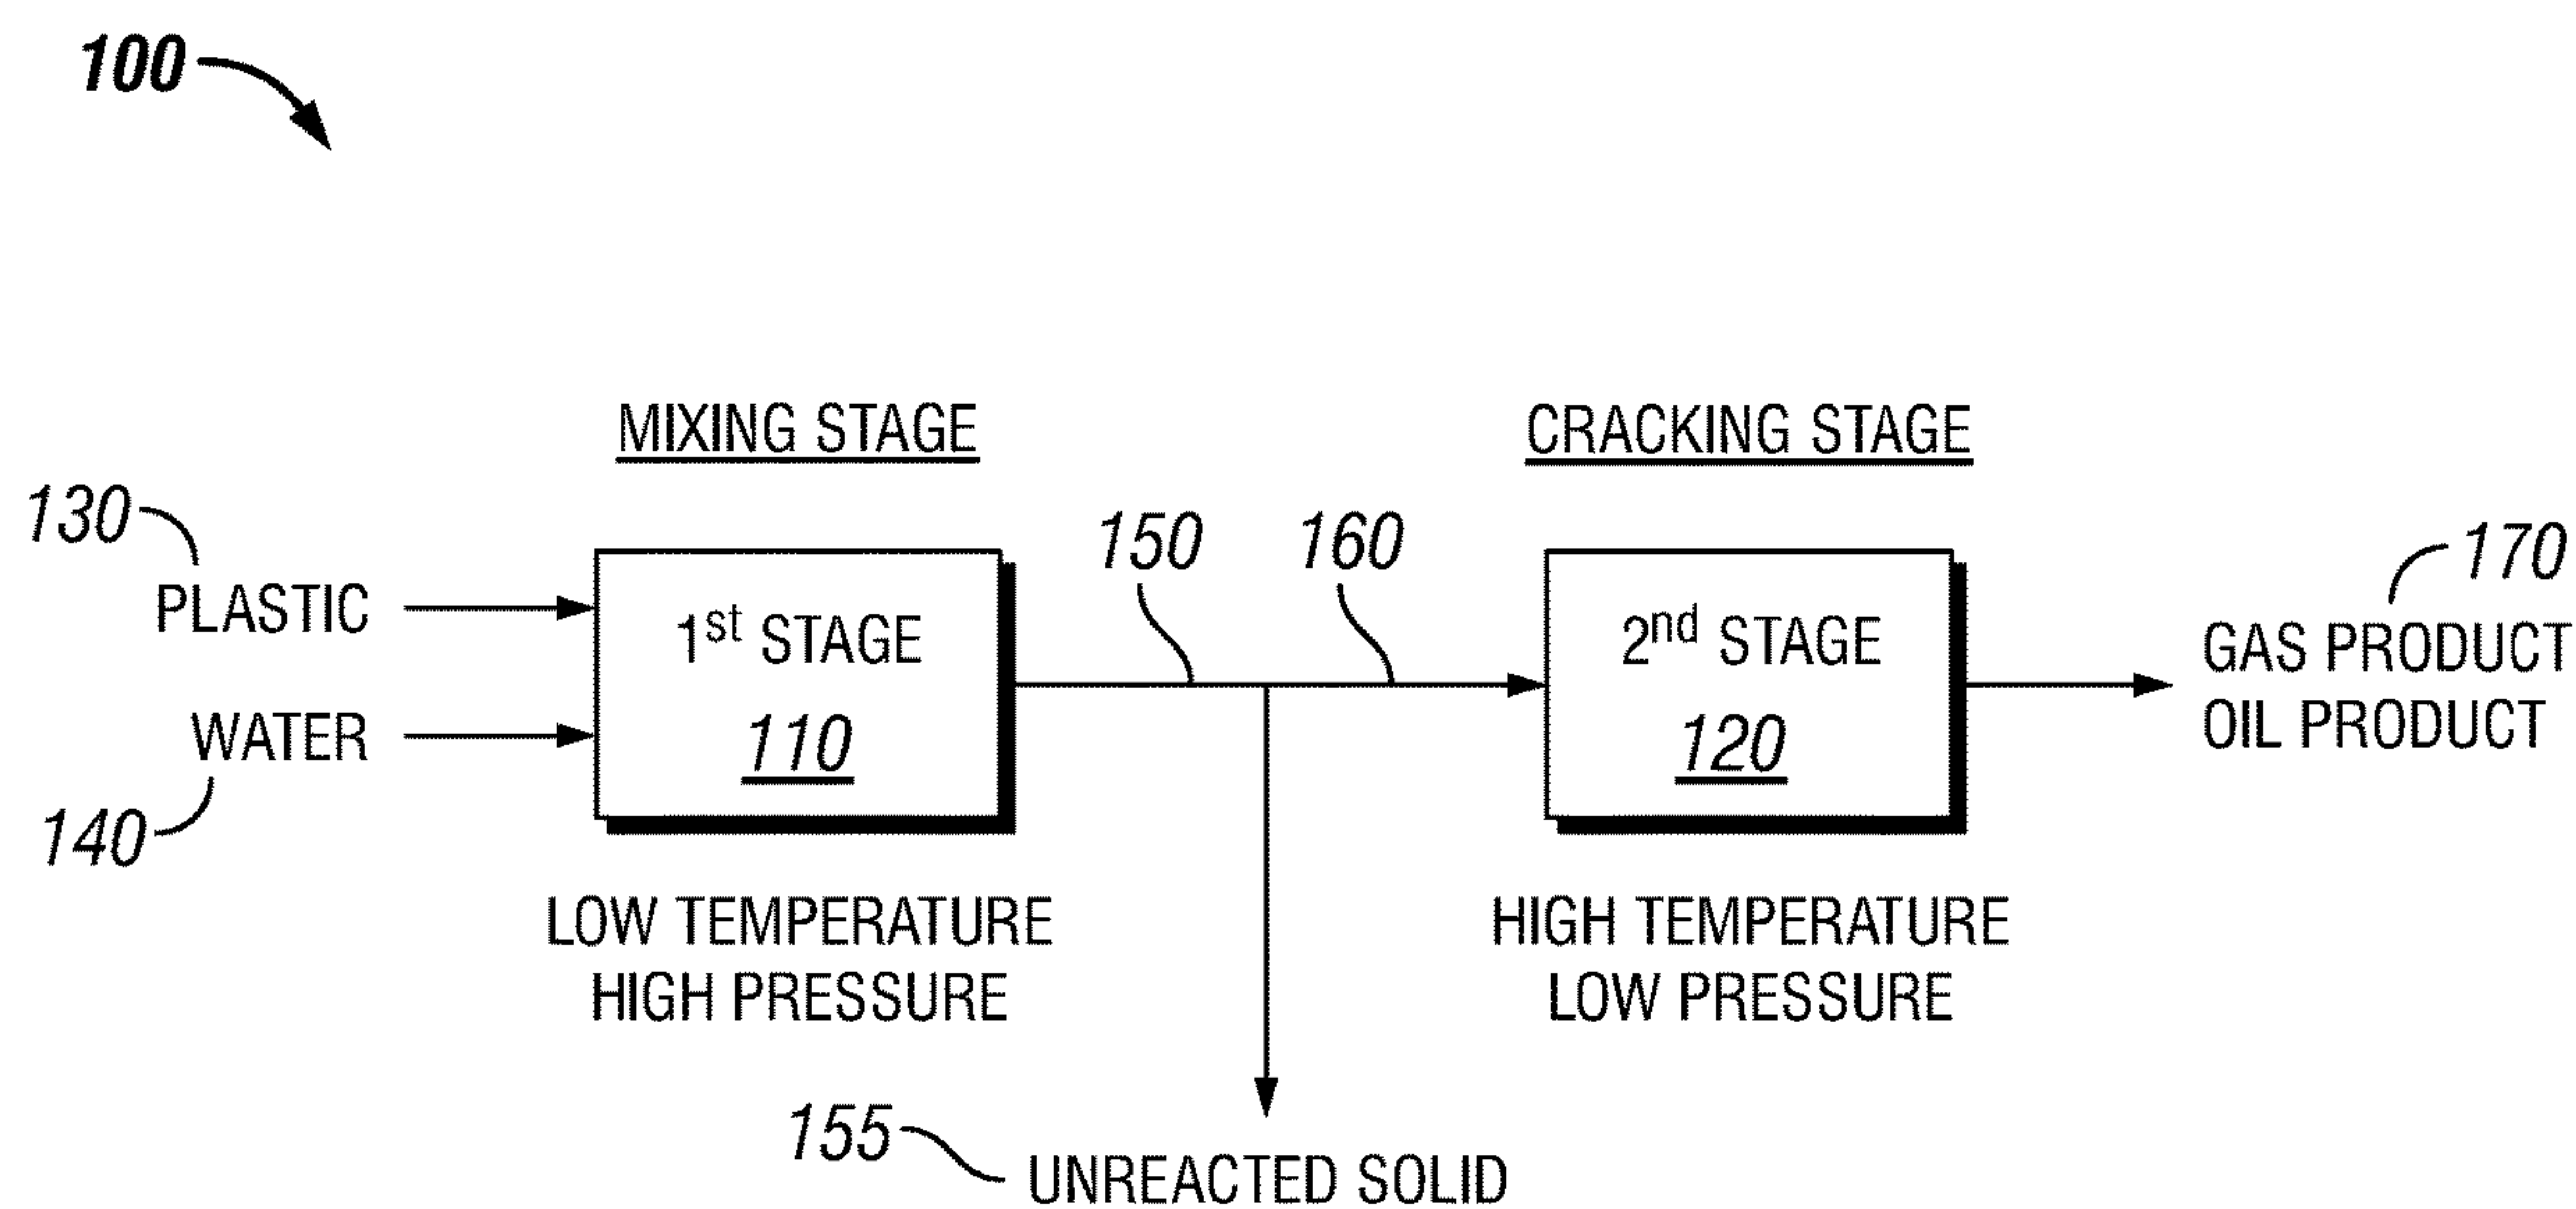 100
MIXING STAGE
CRACKING STAGE
130
PLASTIC
WATER
140
1st STAGE
110
150
160
2nd STAGE
120
170
GAS PRODUCT
OIL PRODUCT
LOW TEMPERATURE
HIGH PRESSURE
HIGH TEMPERATURE
LOW PRESSURE
155
UNREACTED SOLID